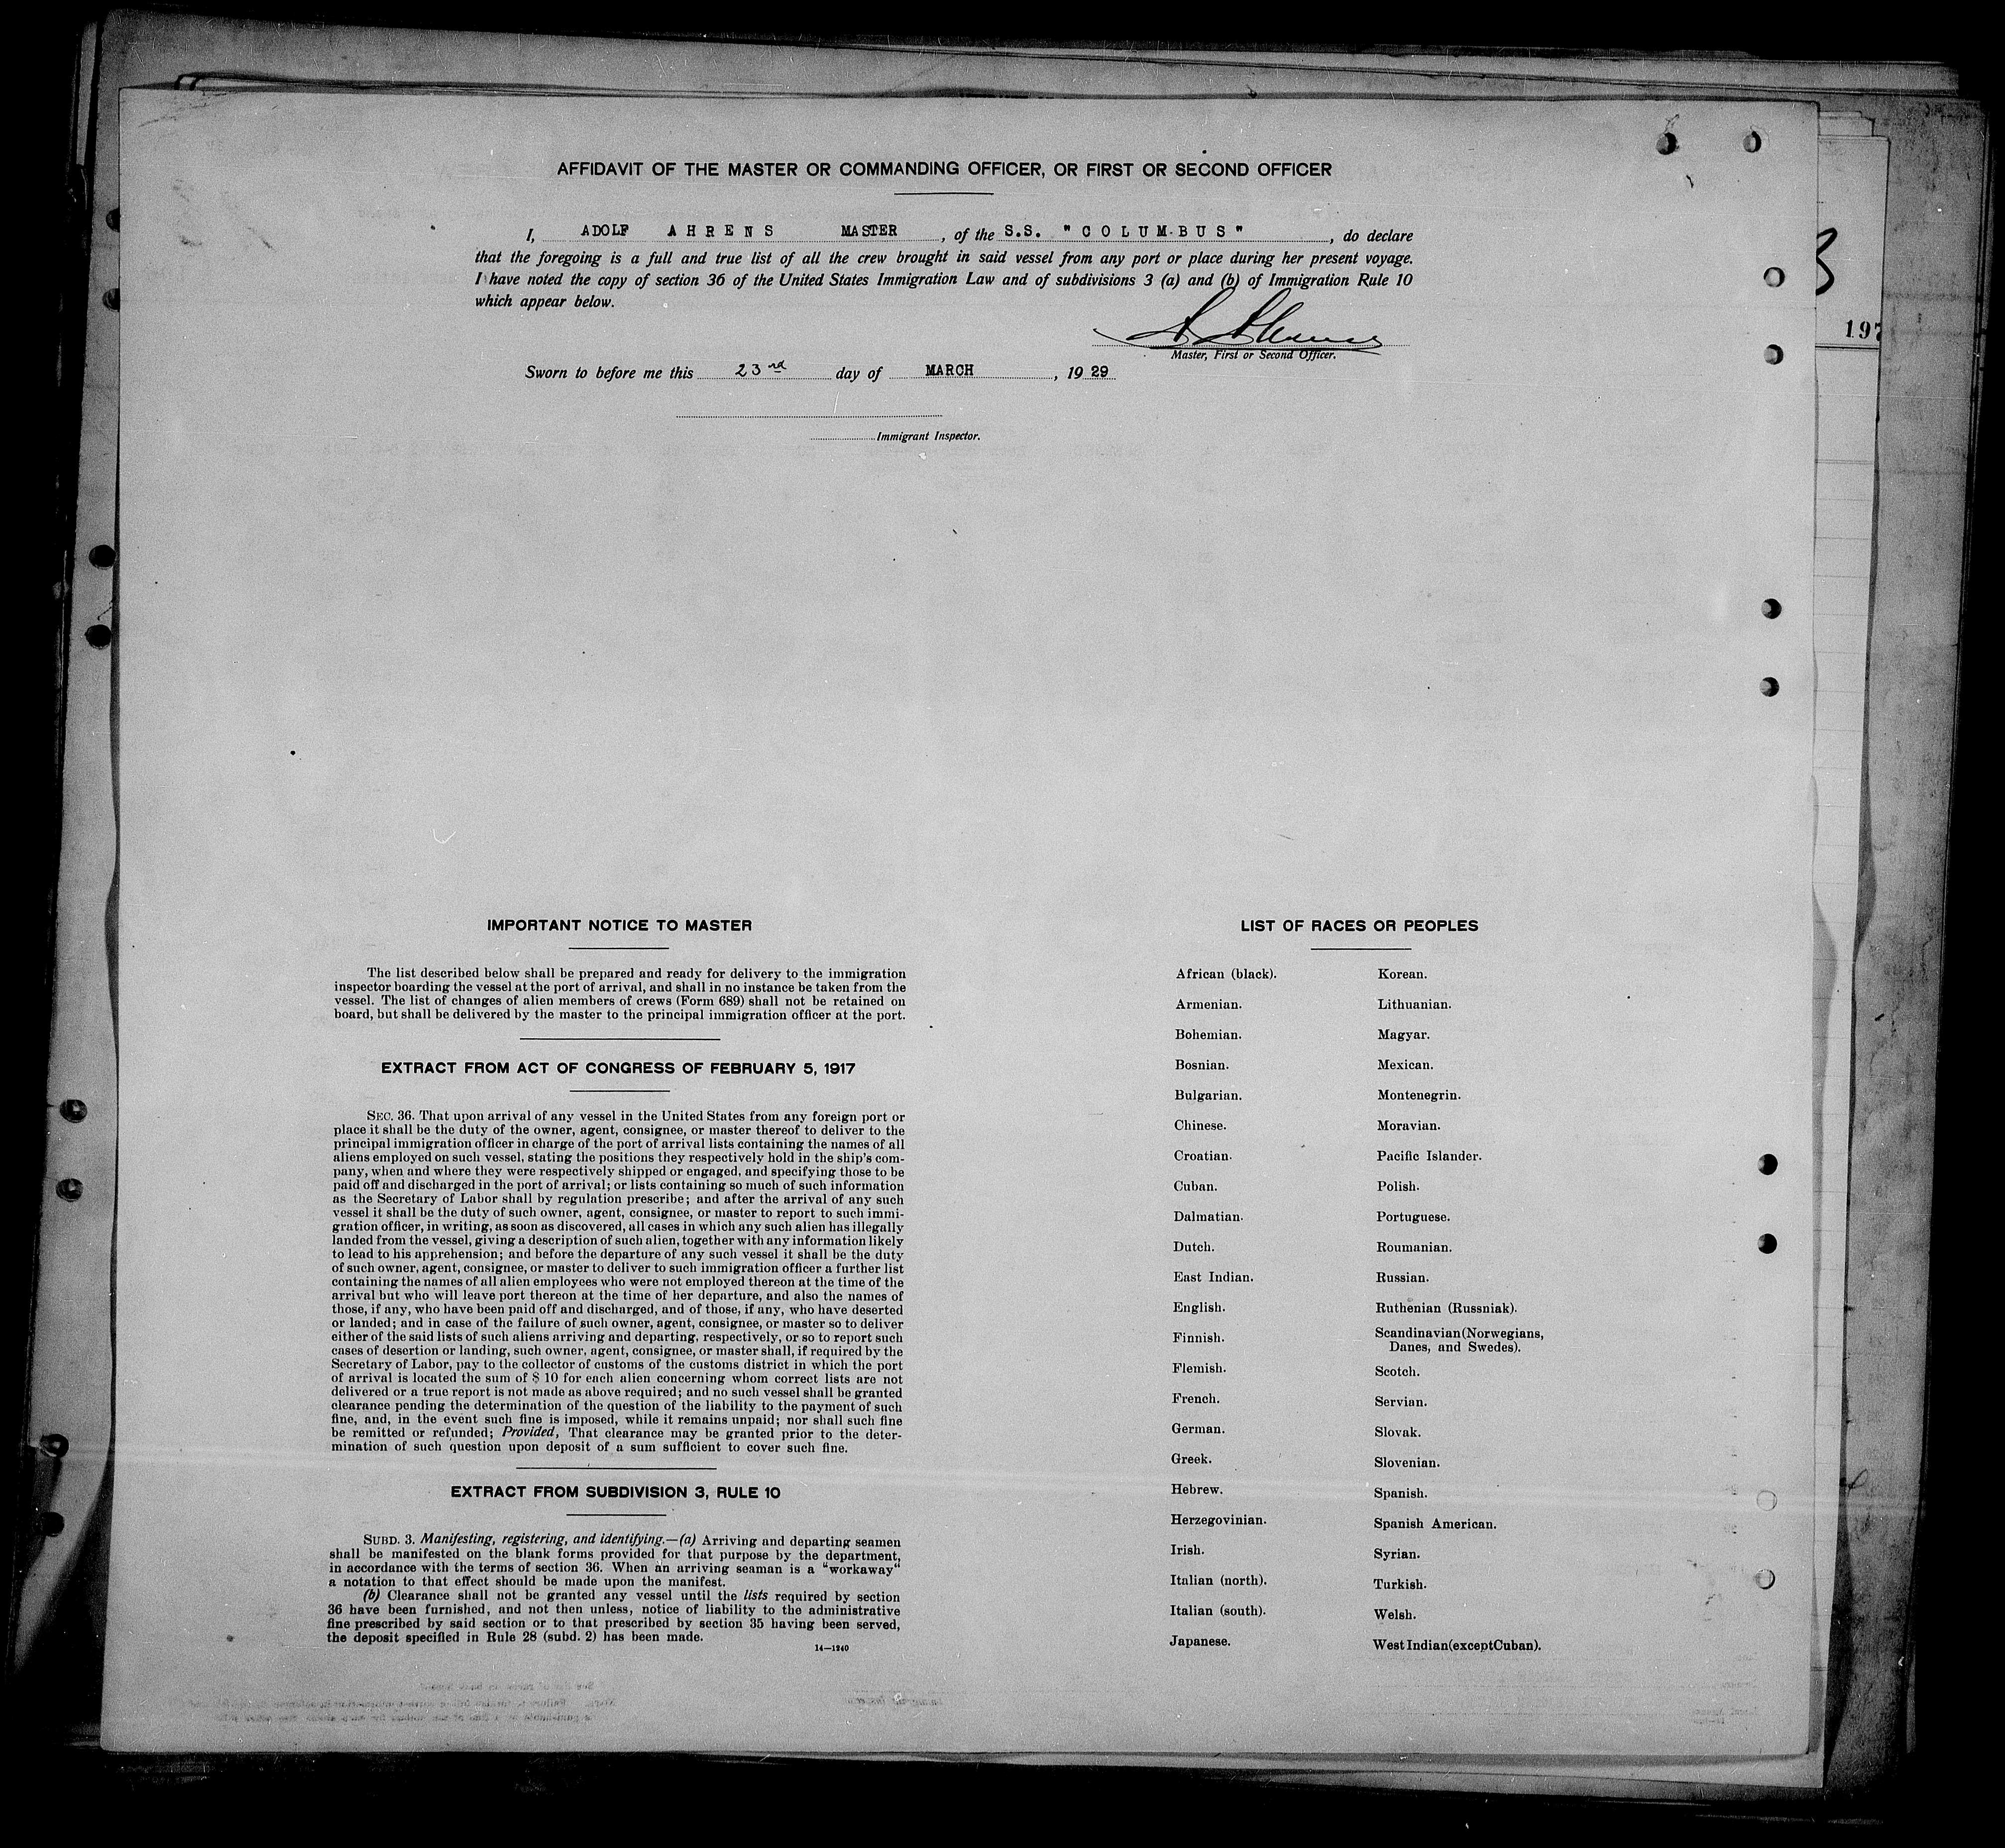 AFFIDAVIT OF THE MASTER OR COMMANDING OFFICER, OR FIRST OR SECOND OFFICER
I, ADOLF AHRENS MASTER, of the S.S. "COLUMBUS", do declare
that the foregoing is a full and true list of all the crew brought in said vessel from any port or place during her present voyage.
I have noted the copy of section 36 of the United States Immigration Law and of subdivisions 3 (a) and (b) of Immigration Rule 10
which appear below.
A. Ahrens
Master, First or Second Officer.
Sworn to before me this 23rd day of MARCH, 1929
Immigrant Inspector.
197
IMPORTANT NOTICE TO MASTER
The list described below shall be prepared and ready for delivery to the immigration
inspector boarding the vessel at the port of arrival, and shall in no instance be taken from the
vessel. The list of changes of alien members of crews (Form 689) shall not be retained on
board, but shall be delivered by the master to the principal immigration officer at the port.
EXTRACT FROM ACT OF CONGRESS OF FEBRUARY 5, 1917
SEC. 36. That upon arrival of any vessel in the United States from any foreign port or
place it shall be the duty of the owner, agent, consignee, or master thereof to deliver to the
principal immigration officer in charge of the port of arrival lists containing the names of all
aliens employed on such vessel, stating the positions they respectively hold in the ship's com-
pany, when and where they were respectively shipped or engaged, and specifying those to be
paid off and discharged in the port of arrival; or lists containing so much of such information
as the Secretary of Labor shall by regulation prescribe; and after the arrival of any such
vessel it shall be the duty of such owner, agent, consignee, or master to report to such immi-
gration officer, in writing, as soon as discovered, all cases in which any such alien has illegally
landed from the vessel, giving a description of such alien, together with any information likely
to lead to his apprehension; and before the departure of any such vessel it shall be the duty
of such owner, agent, consignee, or master to deliver to such immigration officer a further list
containing the names of all alien employees who were not employed thereon at the time of the
arrival but who will leave port thereon at the time of her departure, and also the names of
those, if any, who have been paid off and discharged, and of those, if any, who have deserted
or landed; and in case of the failure of such owner, agent, consignee, or master so to deliver
either of the said lists of such aliens arriving and departing, respectively, or so to report such
cases of desertion or landing, such owner, agent, consignee, or master shall, if required by the
Secretary of Labor, pay to the collector of customs of the customs district in which the port
of arrival is located the sum of $ 10 for each alien concerning whom correct lists are not
delivered or a true report is not made as above required; and no such vessel shall be granted
clearance pending the determination of the question of the liability to the payment of such
fine, and, in the event such fine is imposed, while it remains unpaid; nor shall such fine
be remitted or refunded; Provided, That clearance may be granted prior to the deter-
mination of such question upon deposit of a sum sufficient to cover such fine.
EXTRACT FROM SUBDIVISION 3, RULE 10
SUBD. 3. Manifesting, registering, and identifying.—(a) Arriving and departing seamen
shall be manifested on the blank forms provided for that purpose by the department,
in accordance with the terms of section 36. When an arriving seaman is a "workaway"
a notation to that effect should be made upon the manifest.
(b) Clearance shall not be granted any vessel until the lists required by section
36 have been furnished, and not then unless, notice of liability to the administrative
fine prescribed by said section or to that prescribed by section 35 having been served,
the deposit specified in Rule 28 (subd. 2) has been made.
14—1240
LIST OF RACES OR PEOPLES
African (black).
Armenian.
Bohemian.
Bosnian.
Bulgarian.
Chinese.
Croatian.
Cuban.
Dalmatian.
Dutch.
East Indian.
English.
Finnish.
Flemish.
French.
German.
Greek.
Hebrew.
Herzegovinian.
Irish.
Italian (north).
Italian (south).
Japanese.
Korean.
Lithuanian.
Magyar.
Mexican.
Montenegrin.
Moravian.
Pacific Islander.
Polish.
Portuguese.
Roumanian.
Russian.
Ruthenian (Russniak).
Scandinavian (Norwegians,
Danes, and Swedes).
Scotch.
Servian.
Slovak.
Slovenian.
Spanish.
Spanish American.
Syrian.
Turkish.
Welsh.
West Indian (except Cuban).